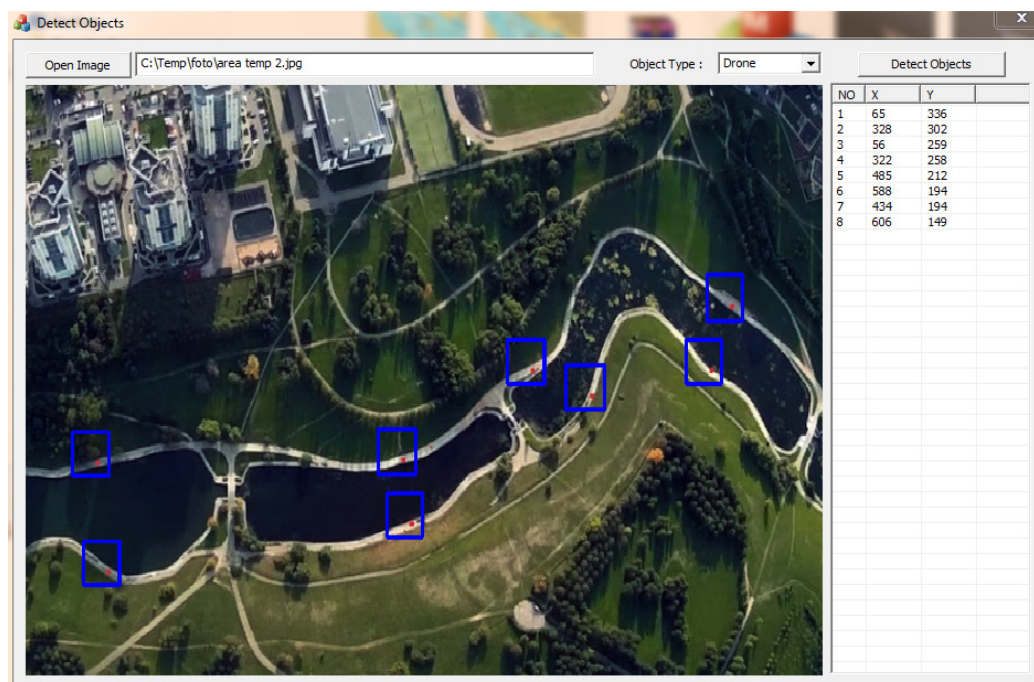 Detect Objects
X
Open Image C:\Temp\foto\area temp 2.jpg Object Type : Drone Detect Objects
NO X Y
1 65 336
2 328 302
3 56 259
4 322 258
5 485 212
6 588 194
7 434 194
8 606 149